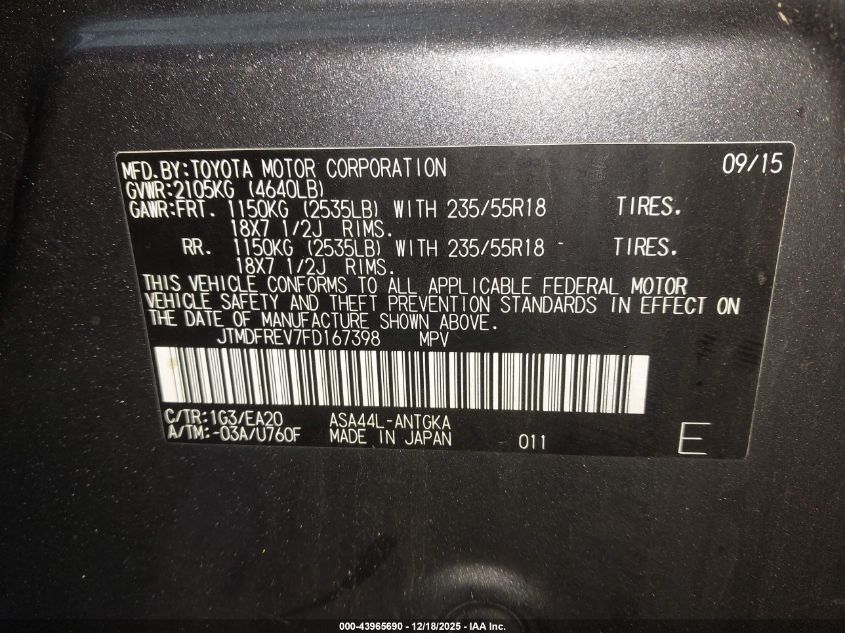 MFD.BY:TOYOTA MOTOR CORPORATION 09/15
GVWR:2105KG (4640LB)
GAWR:FRT. 1150KG (2535LB) WITH 235/55R18 TIRES.
18X7 1/2J RIMS.
RR. 1150KG (2535LB) WITH 235/55R18 TIRES.
18X7 1/2J RIMS.
THIS VEHICLE CONFORMS TO ALL APPLICABLE FEDERAL MOTOR
VEHICLE SAFETY AND THEFT PREVENTION STANDARDS IN EFFECT ON
THE DATE OF MANUFACTURE SHOWN ABOVE.
JTMDFREV7FD167398 MPV
C/TR:1G3/EA20 ASA44L-ANTGKA
A/TM:-03A/U760F MADE IN JAPAN 011 E
000-43965690 - 12/18/2025 - IAA Inc.